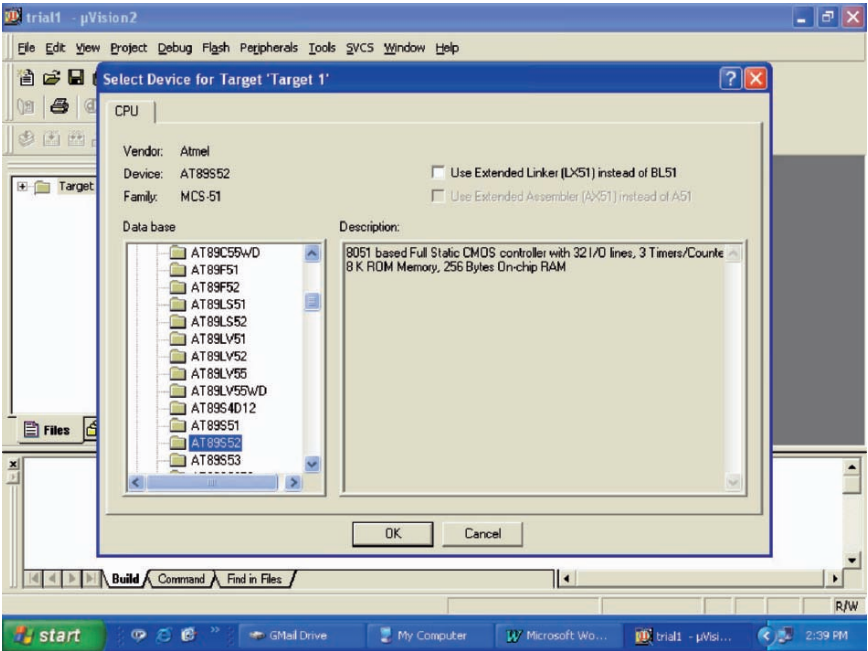 trial1 - µVision2
File Edit View Project Debug Flash Peripherals Tools SVCS Window Help
Select Device for Target 'Target 1'
CPU
Vendor: Atmel
Device: AT89S52
Family: MCS-51
Use Extended Linker (LX51) instead of BL51
Use Extended Assembler (AX51) instead of A51
Data base
Description:
Target
AT89C55WD
AT89F51
AT89F52
AT89LS51
AT89LS52
AT89LV51
AT89LV52
AT89LV55
AT89LV55WD
AT89S4D12
AT89S51
AT89S52
AT89S53
8051 based Full Static CMOS controller with 32 I/O lines, 3 Timers/Counte
8 K ROM Memory, 256 Bytes On-chip RAM
Files
OK Cancel
Build Command Find in Files
R/W
start GMail Drive My Computer Microsoft Wo... trial1 - µVisi... 2:39 PM